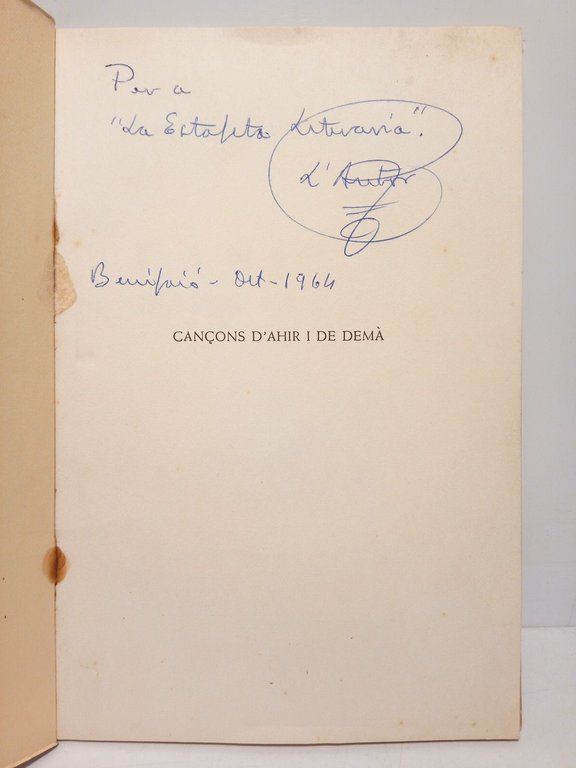 Per a
"La Estafeta Literaria".
L'Autor
Benifaió - Oct - 1964
CANÇONS D'AHIR I DE DEMÀ